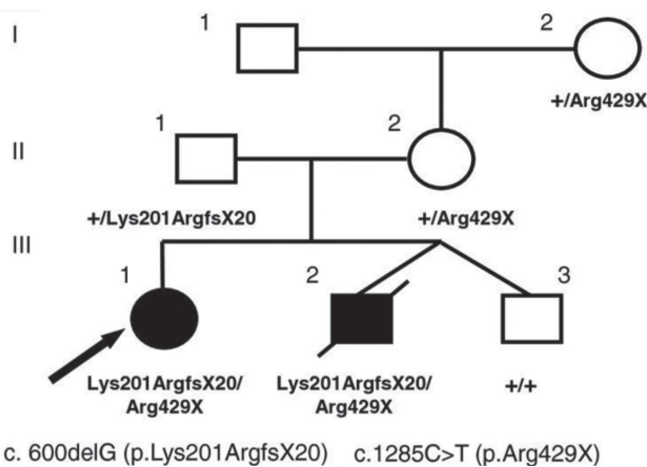 I 1 2
+/Arg429X
II 1 2
+/Lys201ArgfsX20 +/Arg429X
III
1 2 3
Lys201ArgfsX20/ Lys201ArgfsX20/ +/+
Arg429X Arg429X
c. 600delG (p.Lys201ArgfsX20) c.1285C>T (p.Arg429X)